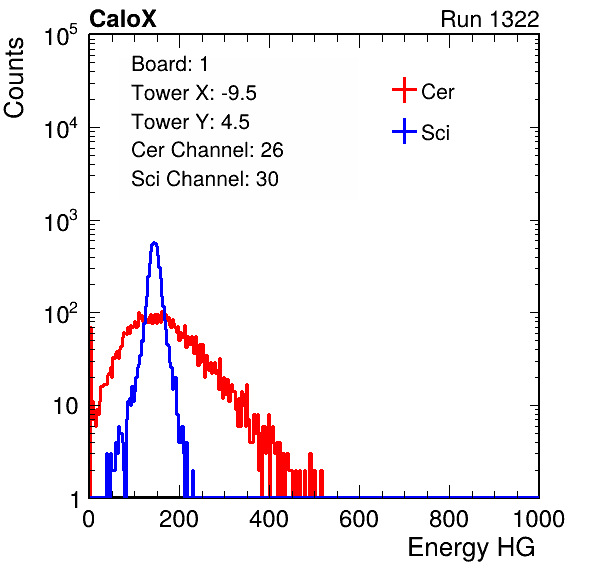 CaloX
Run 1322
Counts
10^5
10^4
10^3
10^2
10
1
Board: 1
Tower X: -9.5
Tower Y: 4.5
Cer Channel: 26
Sci Channel: 30
Cer
Sci
0 200 400 600 800 1000
Energy HG